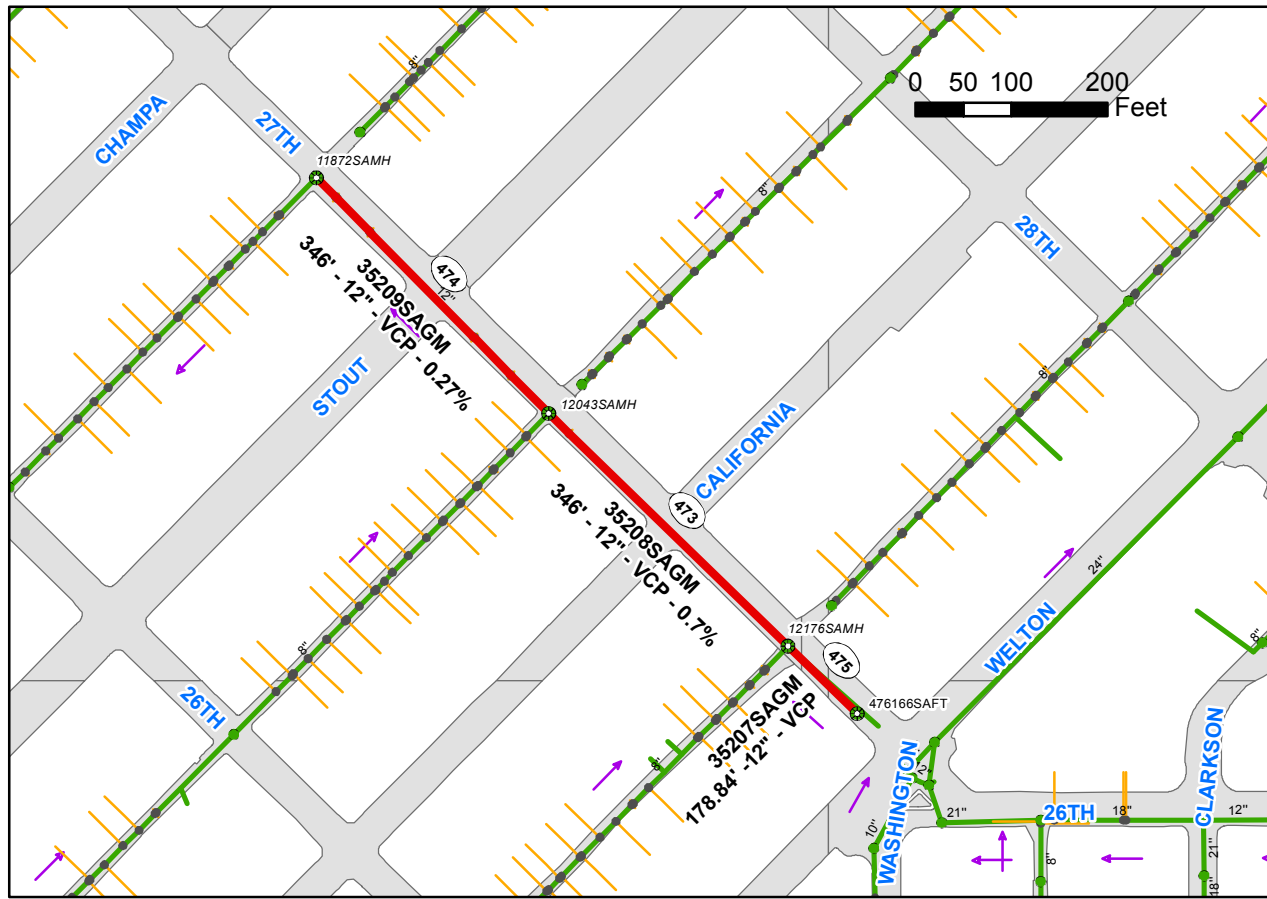 8"
0 50 100 200
Feet
CHAMPA
27TH
11872SAMH
8"
28TH
474
12"
35209SAGM
346' - 12" - VCP - 0.27%
STOUT
12043SAMH
8"
CALIFORNIA
473
35208SAGM
346' - 12" - VCP - 0.7%
24"
8"
12176SAMH
WELTON
8"
475
26TH
476166SAFT
35207SAGM
178.84' -12" - VCP
8"
12"
WASHINGTON
CLARKSON
21"
26TH
18"
12"
10"
8"
21"
18"